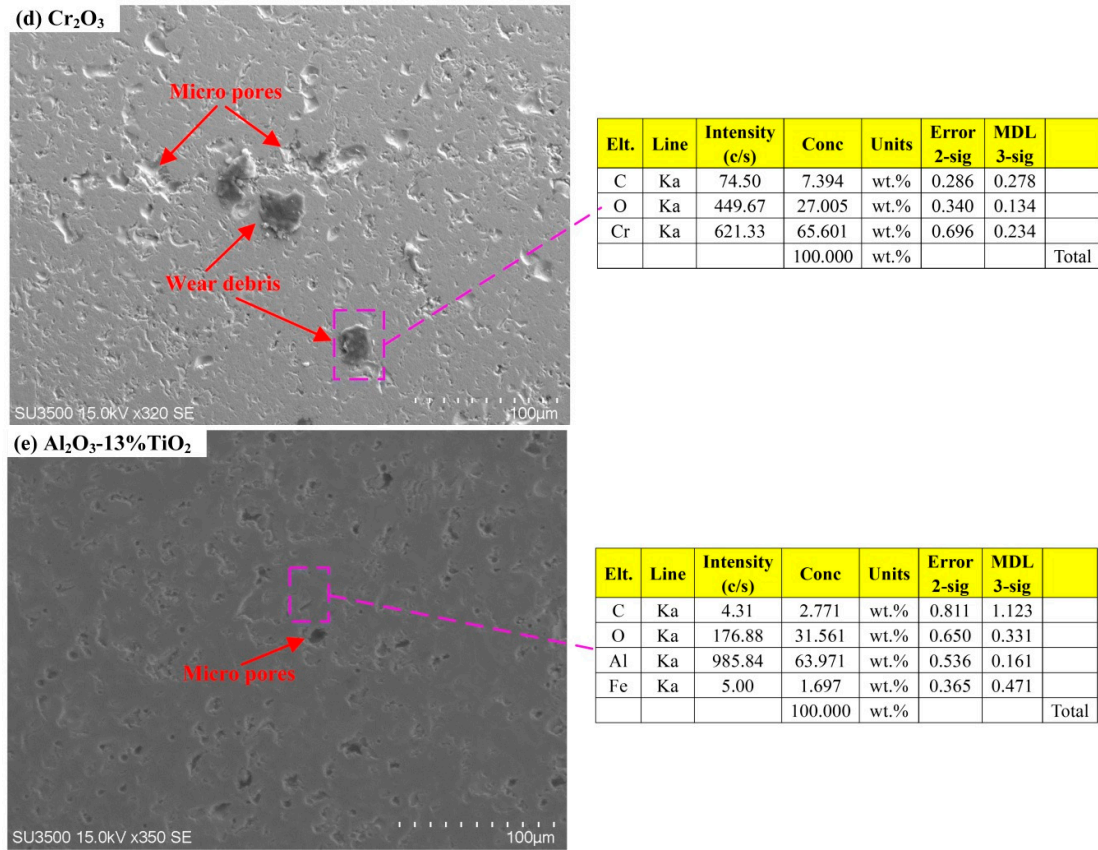 (d) Cr₂O₃
Micro pores
Wear debris
SU3500 15.0kV x320 SE
100μm
Elt. Line Intensity (c/s) Conc Units Error 2-sig MDL 3-sig
C Ka 74.50 7.394 wt.% 0.286 0.278
O Ka 449.67 27.005 wt.% 0.340 0.134
Cr Ka 621.33 65.601 wt.% 0.696 0.234
100.000 wt.% Total
(e) Al₂O₃-13%TiO₂
Micro pores
SU3500 15.0kV x350 SE
100μm
Elt. Line Intensity (c/s) Conc Units Error 2-sig MDL 3-sig
C Ka 4.31 2.771 wt.% 0.811 1.123
O Ka 176.88 31.561 wt.% 0.650 0.331
Al Ka 985.84 63.971 wt.% 0.536 0.161
Fe Ka 5.00 1.697 wt.% 0.365 0.471
100.000 wt.% Total